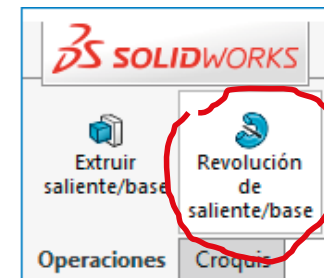 SOLIDWORKS
Extruir
saliente/base
Revolución
de
saliente/base
Operaciones Croquis